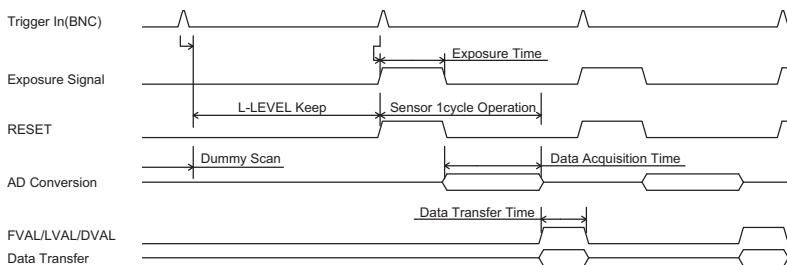 Trigger In(BNC)
Exposure Time
Exposure Signal
L-LEVEL Keep
Sensor 1cycle Operation
RESET
Dummy Scan
Data Acquisition Time
AD Conversion
Data Transfer Time
FVAL/LVAL/DVAL
Data Transfer